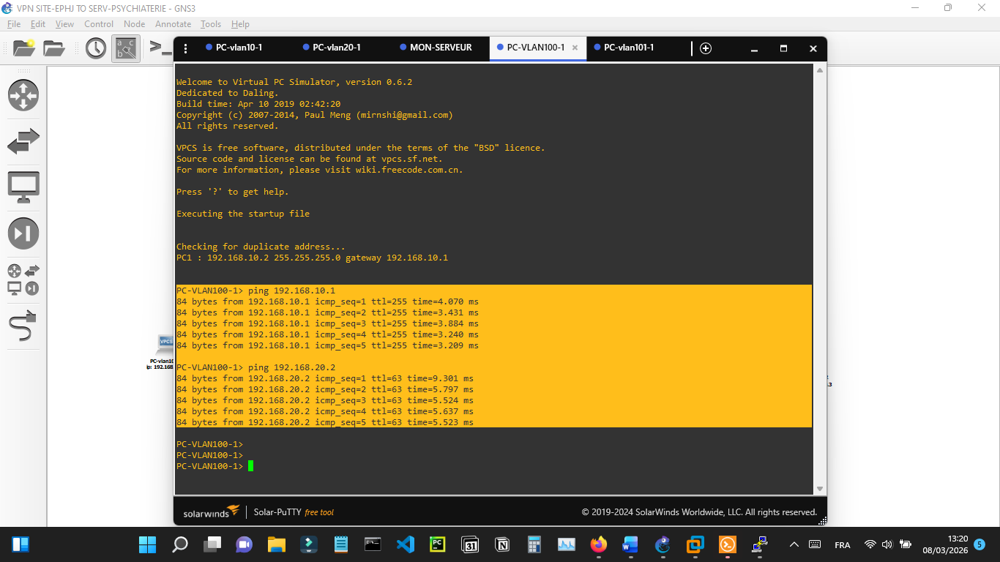 VPN SITE-EPHJ TO SERV-PSYCHIATERIE - GNS3
File Edit View Control Node Annotate Tools Help
PC-vlan10-1 PC-vlan20-1 MON-SERVEUR PC-VLAN100-1 PC-vlan101-1
Welcome to Virtual PC Simulator, version 0.6.2
Dedicated to Daling.
Build time: Apr 10 2019 02:42:20
Copyright (c) 2007-2014, Paul Meng (mirnshi@gmail.com)
All rights reserved.
VPCS is free software, distributed under the terms of the "BSD" licence.
Source code and license can be found at vpcs.sf.net.
For more information, please visit wiki.freecode.com.cn.
Press '?' to get help.
Executing the startup file
Checking for duplicate address...
PC1 : 192.168.10.2 255.255.255.0 gateway 192.168.10.1
PC-VLAN100-1> ping 192.168.10.1
84 bytes from 192.168.10.1 icmp_seq=1 ttl=255 time=4.070 ms
84 bytes from 192.168.10.1 icmp_seq=2 ttl=255 time=3.431 ms
84 bytes from 192.168.10.1 icmp_seq=3 ttl=255 time=3.884 ms
84 bytes from 192.168.10.1 icmp_seq=4 ttl=255 time=3.240 ms
84 bytes from 192.168.10.1 icmp_seq=5 ttl=255 time=3.209 ms
PC-VLAN100-1> ping 192.168.20.2
84 bytes from 192.168.20.2 icmp_seq=1 ttl=63 time=9.301 ms
84 bytes from 192.168.20.2 icmp_seq=2 ttl=63 time=5.797 ms
84 bytes from 192.168.20.2 icmp_seq=3 ttl=63 time=5.524 ms
84 bytes from 192.168.20.2 icmp_seq=4 ttl=63 time=5.637 ms
84 bytes from 192.168.20.2 icmp_seq=5 ttl=63 time=5.523 ms
PC-VLAN100-1>
PC-VLAN100-1>
PC-VLAN100-1>
VPCS
PC-vlan10
ip: 192.168
solarwinds Solar-PuTTY free tool © 2019-2024 SolarWinds Worldwide, LLC. All rights reserved.
FRA
13:20
08/03/2026
5